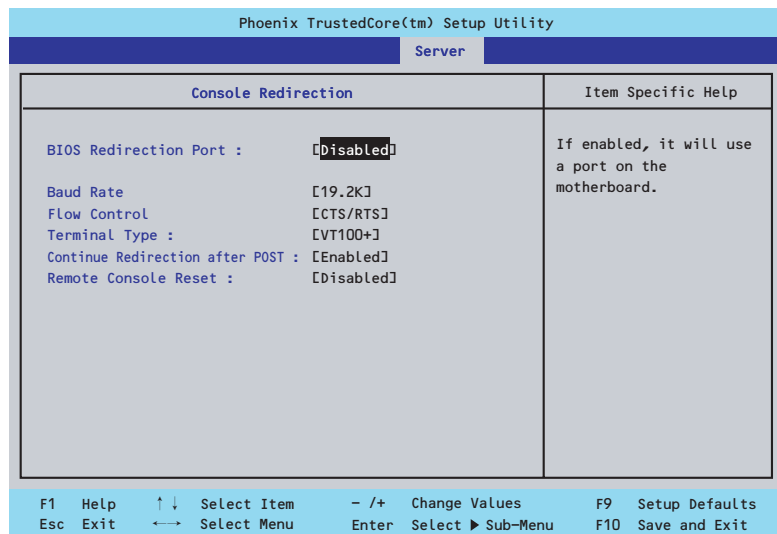 Phoenix TrustedCore(tm) Setup Utility
Server
Console Redirection
Item Specific Help
BIOS Redirection Port : [Disabled]
If enabled, it will use
a port on the
motherboard.
Baud Rate [19.2K]
Flow Control [CTS/RTS]
Terminal Type : [VT100+]
Continue Redirection after POST : [Enabled]
Remote Console Reset : [Disabled]
F1 Help ↑↓ Select Item – /+ Change Values F9 Setup Defaults
Esc Exit ←→ Select Menu Enter Select ▶ Sub–Menu F10 Save and Exit